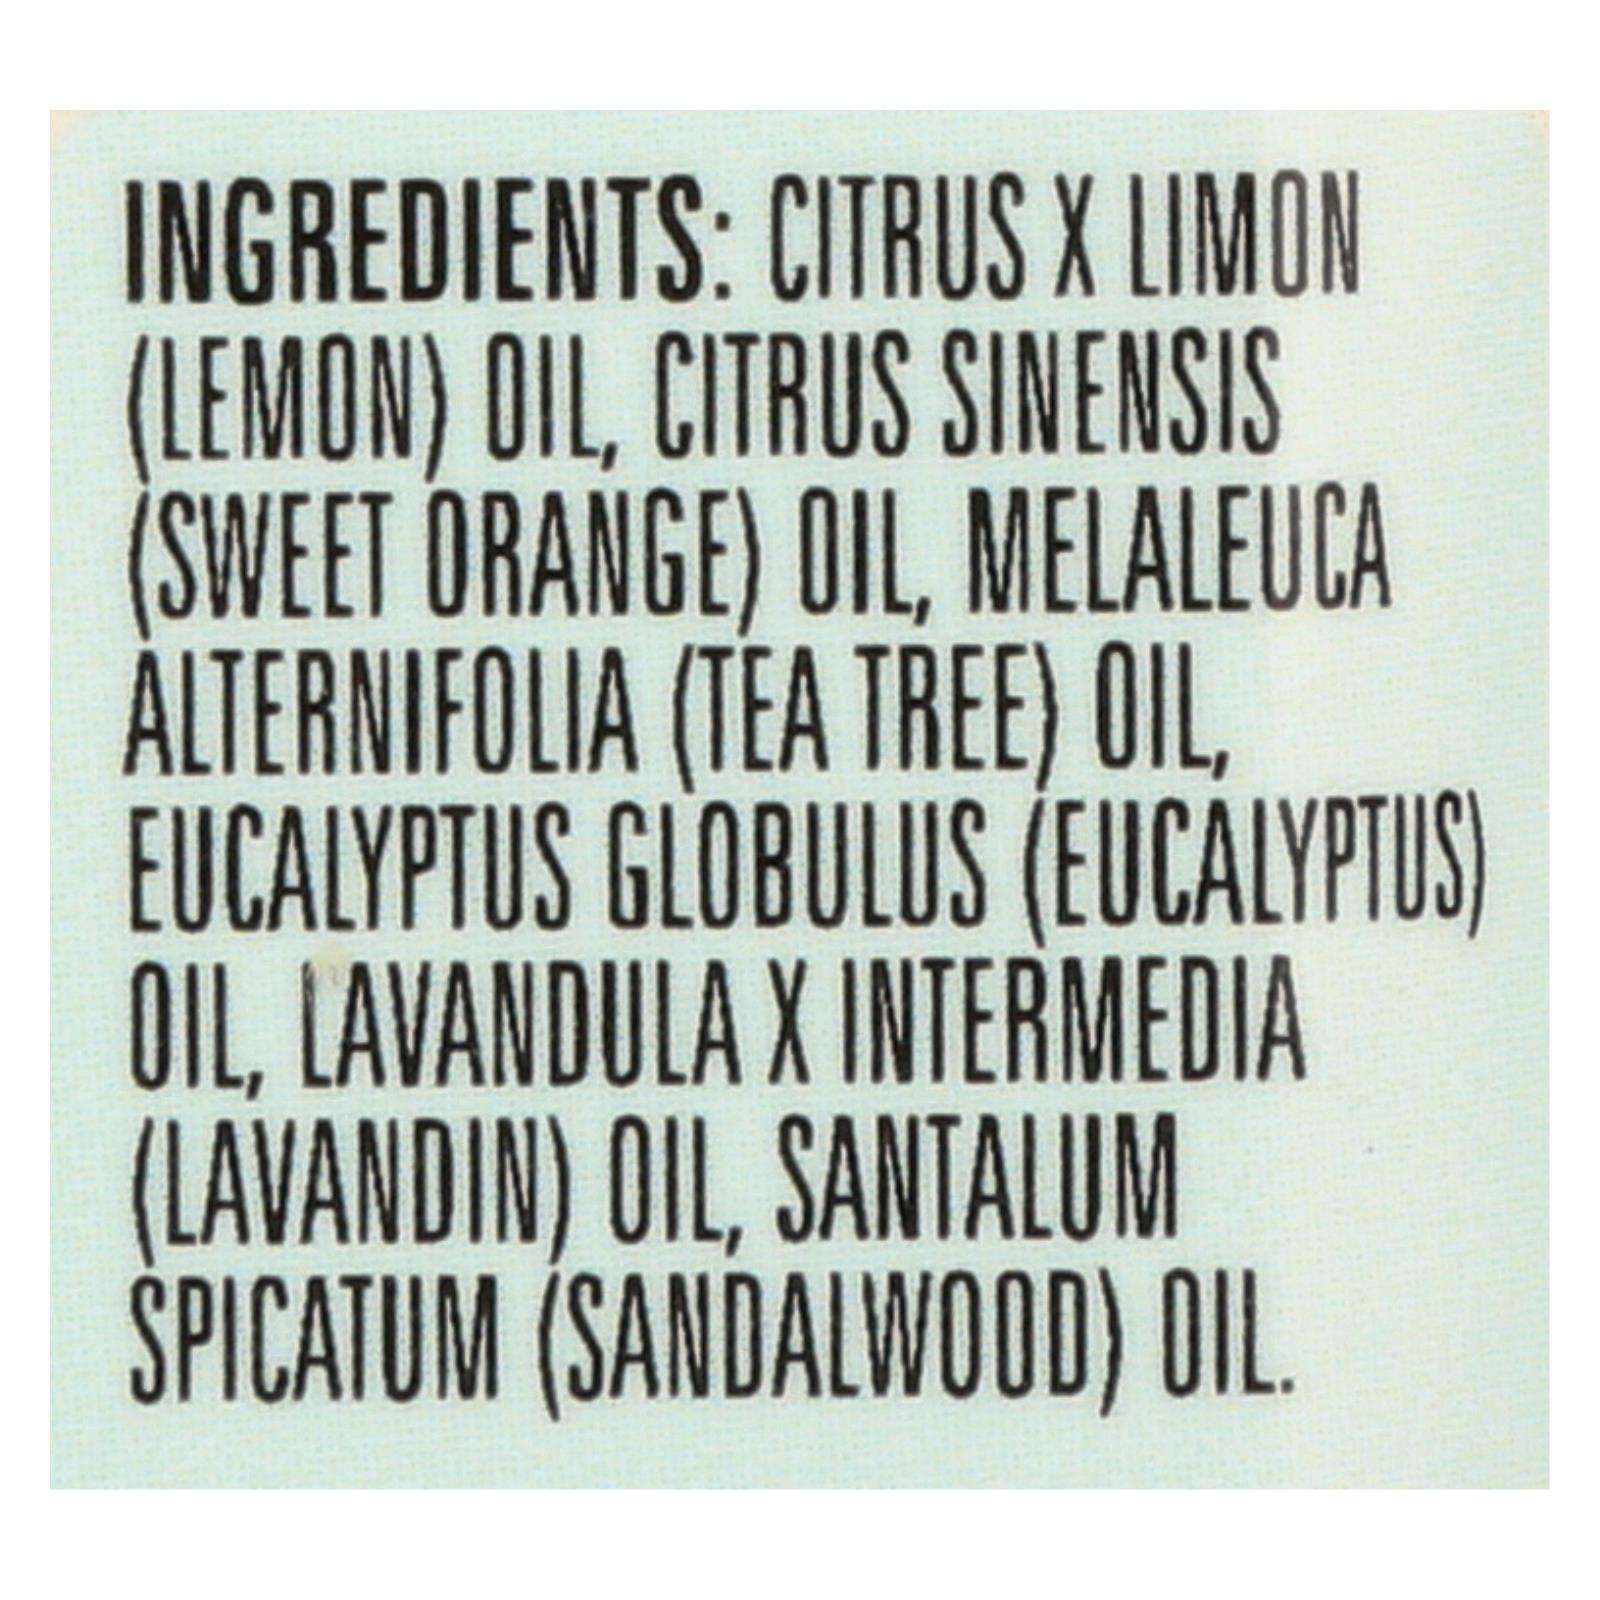 INGREDIENTS: CITRUS X LIMON
(LEMON) OIL, CITRUS SINENSIS
(SWEET ORANGE) OIL, MELALEUCA
ALTERNIFOLIA (TEA TREE) OIL,
EUCALYPTUS GLOBULUS (EUCALYPTUS)
OIL, LAVANDULA X INTERMEDIA
(LAVANDIN) OIL, SANTALUM
SPICATUM (SANDALWOOD) OIL.